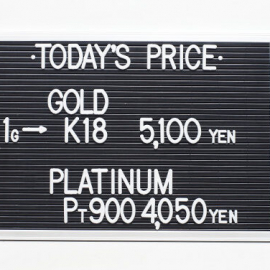 ·TODAY'S PRICE·
GOLD
1G→ K18 5,100 YEN
PLATINUM
PT900 4,050 YEN